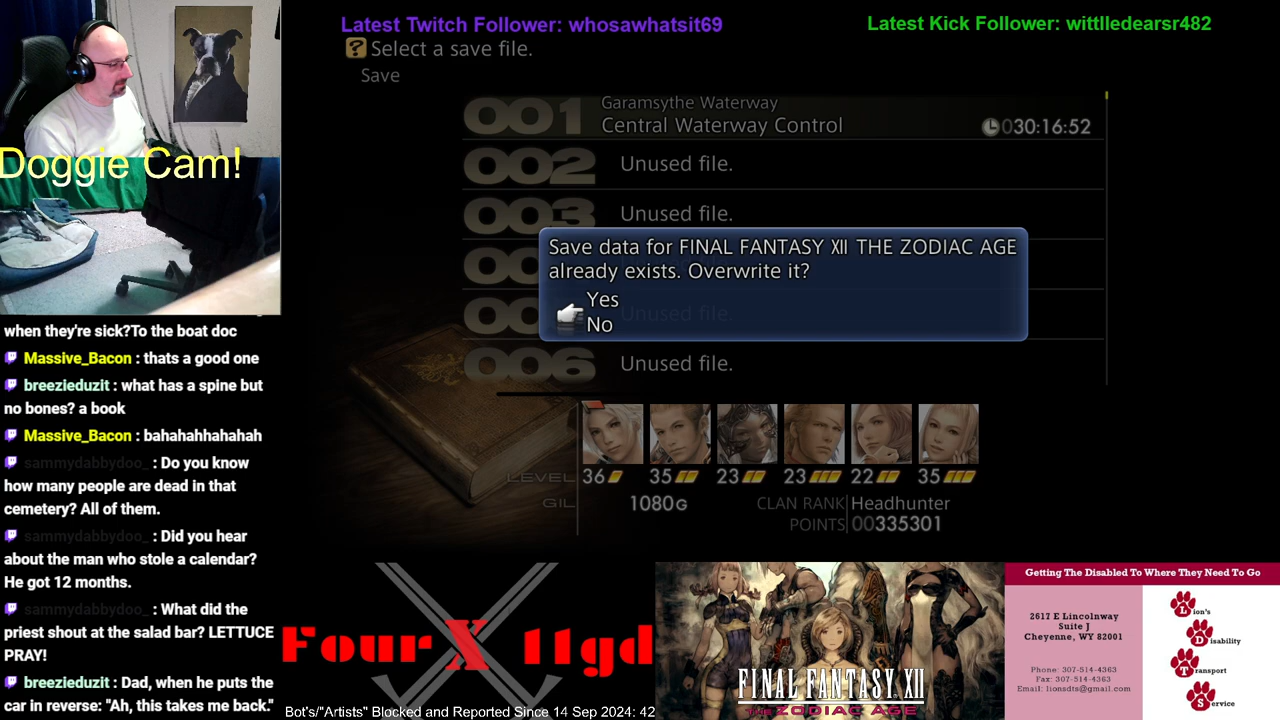 Latest Twitch Follower: whosawhatsit69
Latest Kick Follower: wittlledearsr482
Select a save file.
Save
001
Garamsythe Waterway
Central Waterway Control
030:16:52
002
Unused file.
003
Unused file.
Save data for FINAL FANTASY XII THE ZODIAC AGE
already exists. Overwrite it?
Yes
No
Unused file.
006
Unused file.
LEVEL
36
35
23
23
22
35
GIL
1080G
CLAN RANK
Headhunter
POINTS
00335301
Doggie Cam!
when they're sick?To the boat doc
Massive_Bacon : thats a good one
breezieduzit : what has a spine but
no bones? a book
Massive_Bacon : bahahahhahahah
sammydabbydoo_ : Do you know
how many people are dead in that
cemetery? All of them.
sammydabbydoo_ : Did you hear
about the man who stole a calendar?
He got 12 months.
sammydabbydoo_ : What did the
priest shout at the salad bar? LETTUCE
PRAY!
breezieduzit : Dad, when he puts the
car in reverse: "Ah, this takes me back."
Four X 11gd
Bot's/"Artists" Blocked and Reported Since 14 Sep 2024: 42
FINAL FANTASY XII
THE ZODIAC AGE
Getting The Disabled To Where They Need To Go
2617 E Lincolnway
Suite J
Cheyenne, WY 82001
Phone: 307-514-4363
Fax: 307-514-4363
Email: lionsdts@gmail.com
Lion's
Disability
Transport
Service